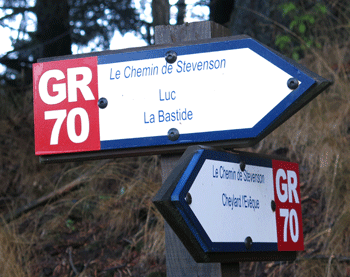 GR
70
Le Chemin de Stevenson
Luc
La Bastide
Le Chemin de Stevenson
Cheylard l'Evêque
GR
70